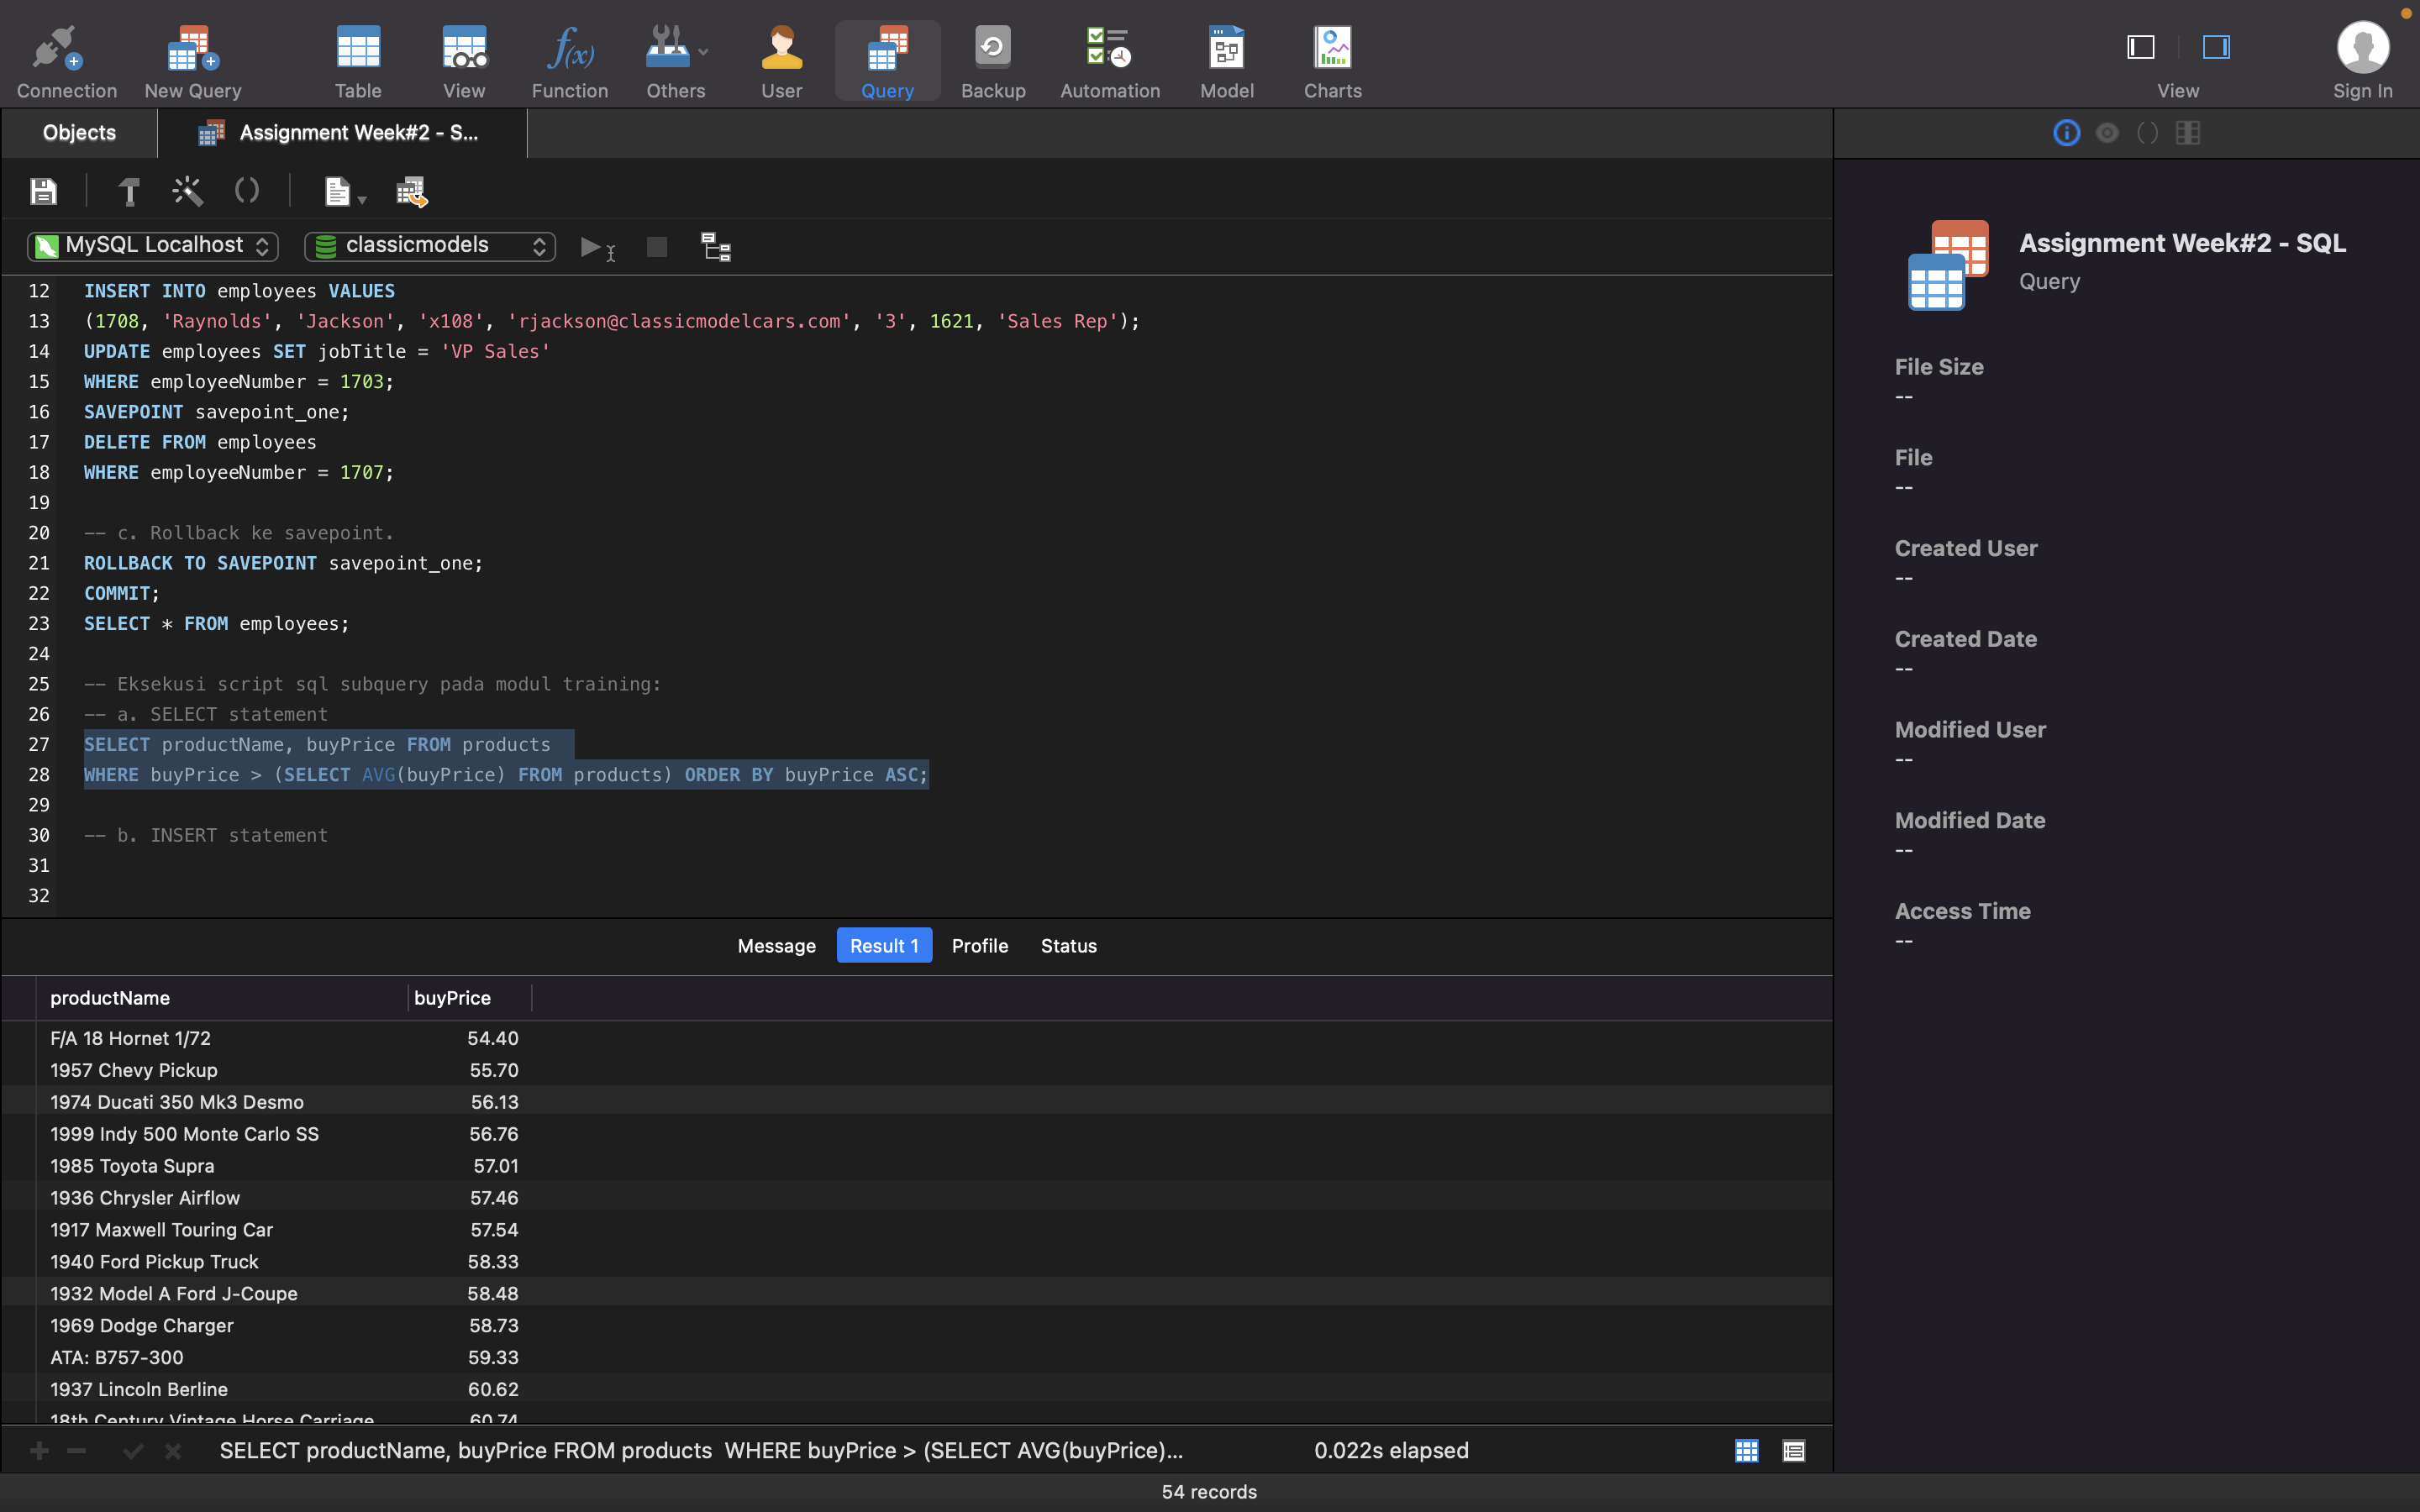 Connection
New Query
Table
View
Function
Others
User
Query
Backup
Automation
Model
Charts
View
Sign In
Objects
Assignment Week#2 - S...
MySQL Localhost
classicmodels
12 INSERT INTO employees VALUES
13 (1708, 'Raynolds', 'Jackson', 'x108', 'rjackson@classicmodelcars.com', '3', 1621, 'Sales Rep');
14 UPDATE employees SET jobTitle = 'VP Sales'
15 WHERE employeeNumber = 1703;
16 SAVEPOINT savepoint_one;
17 DELETE FROM employees
18 WHERE employeeNumber = 1707;
19
20 -- c. Rollback ke savepoint.
21 ROLLBACK TO SAVEPOINT savepoint_one;
22 COMMIT;
23 SELECT * FROM employees;
24
25 -- Eksekusi script sql subquery pada modul training:
26 -- a. SELECT statement
27 SELECT productName, buyPrice FROM products
28 WHERE buyPrice > (SELECT AVG(buyPrice) FROM products) ORDER BY buyPrice ASC;
29
30 -- b. INSERT statement
31
32
Message Result 1 Profile Status
productName buyPrice
F/A 18 Hornet 1/72 54.40
1957 Chevy Pickup 55.70
1974 Ducati 350 Mk3 Desmo 56.13
1999 Indy 500 Monte Carlo SS 56.76
1985 Toyota Supra 57.01
1936 Chrysler Airflow 57.46
1917 Maxwell Touring Car 57.54
1940 Ford Pickup Truck 58.33
1932 Model A Ford J-Coupe 58.48
1969 Dodge Charger 58.73
ATA: B757-300 59.33
1937 Lincoln Berline 60.62
18th Century Vintage Horse Carriage 60.74
SELECT productName, buyPrice FROM products WHERE buyPrice > (SELECT AVG(buyPrice)...
0.022s elapsed
54 records
Assignment Week#2 - SQL
Query
File Size
--
File
--
Created User
--
Created Date
--
Modified User
--
Modified Date
--
Access Time
--